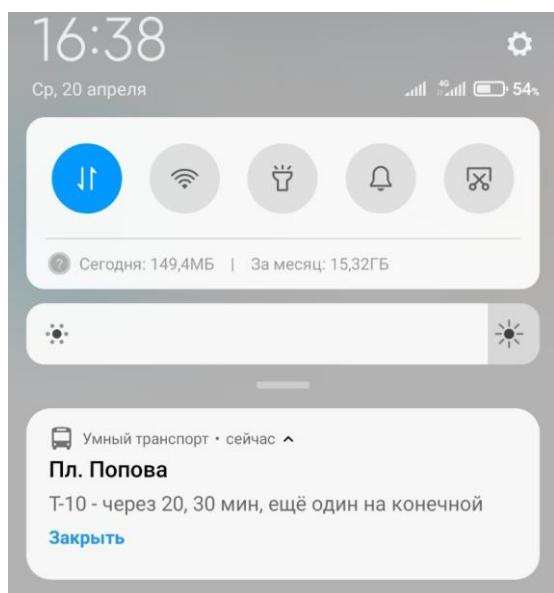 16:38
Ср, 20 апреля
4G 54%
Сегодня: 149,4МБ | За месяц: 15,32ГБ
Умный транспорт • сейчас
Пл. Попова
Т-10 - через 20, 30 мин, ещё один на конечной
Закрыть